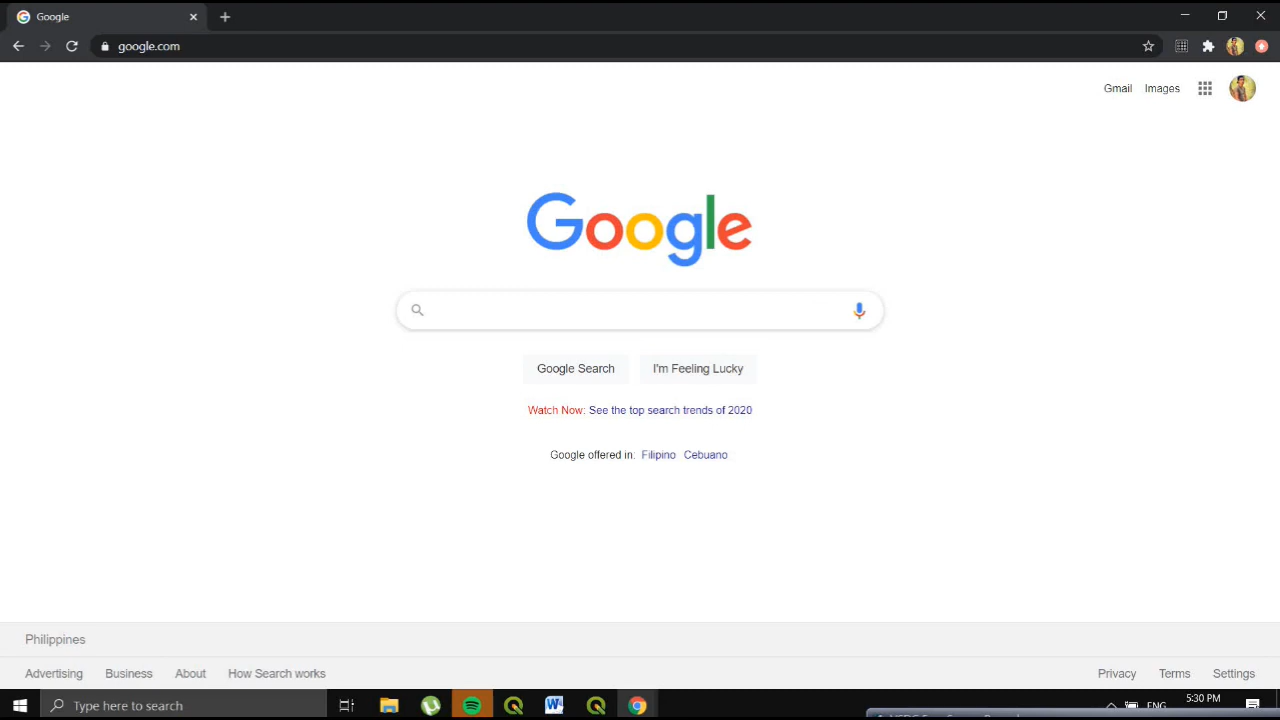 Google
google.com
Gmail Images
Google
Google Search I'm Feeling Lucky
Watch Now: See the top search trends of 2020
Google offered in: Filipino Cebuano
Philippines
Advertising Business About How Search works Privacy Terms Settings
Type here to search
ENG
5:30 PM